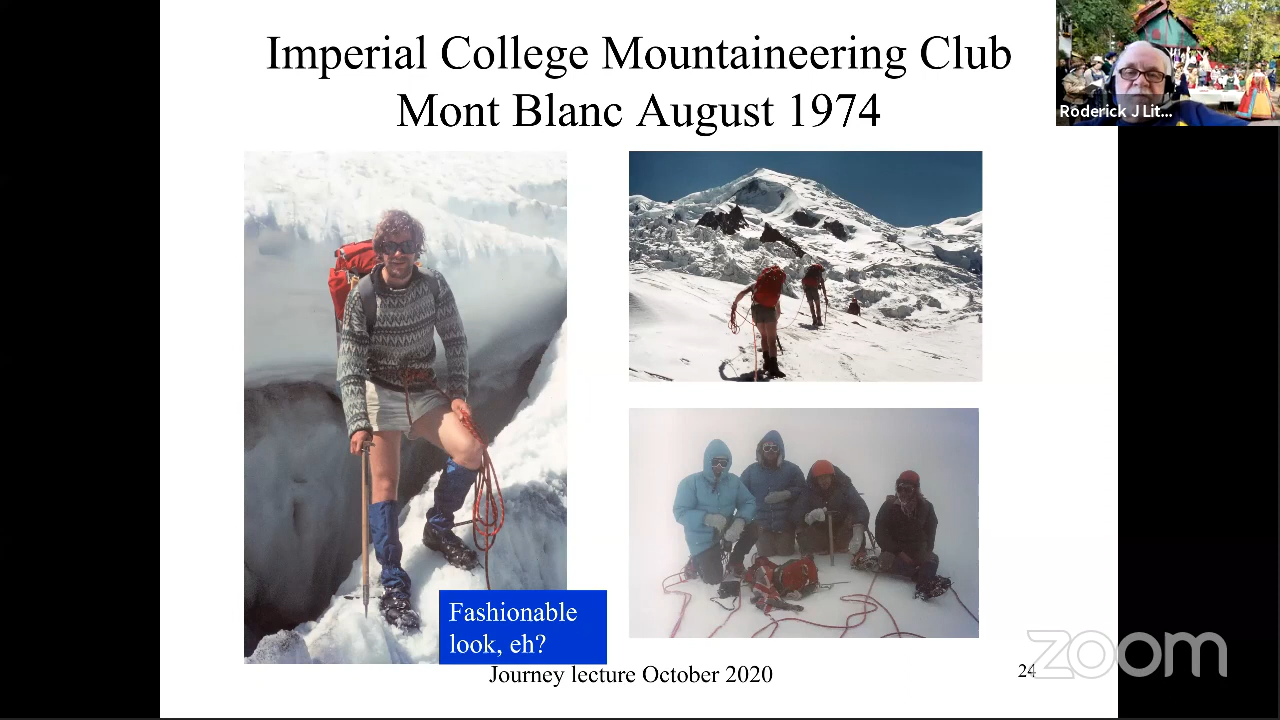 Imperial College Mountaineering Club
Mont Blanc August 1974
Roderick J Lit...
Fashionable
look, eh?
Journey lecture October 2020
24
zoom